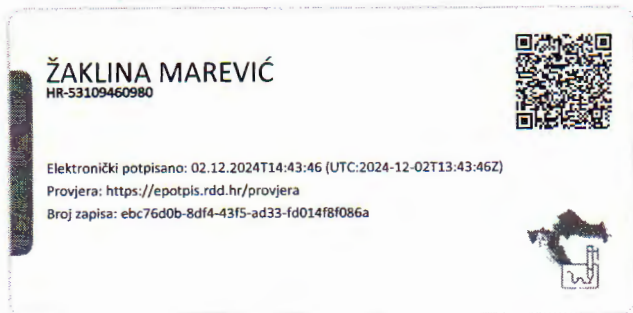 ŽAKLINA MAREVIĆ
HR-53109460980
Elektronički potpisano: 02.12.2024T14:43:46 (UTC:2024-12-02T13:43:46Z)
Provjera: https://epotpis.rdd.hr/provjera
Broj zapisa: ebc76d0b-8df4-43f5-ad33-fd014f8f086a